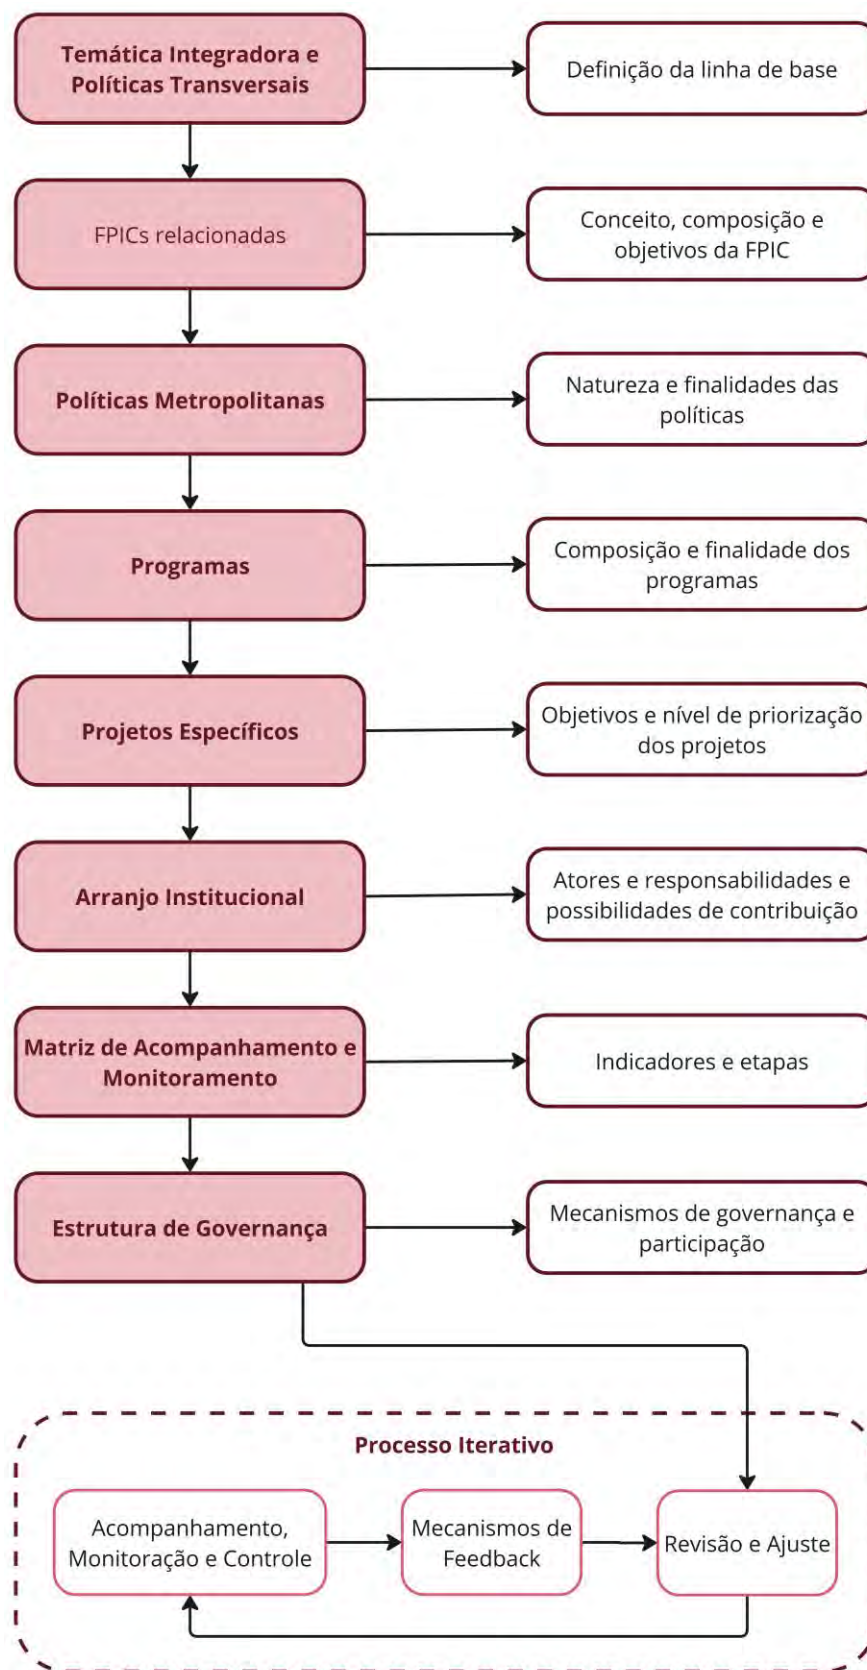 Temática Integradora e
Políticas Transversais
Definição da linha de base
FPICs relacionadas
Conceito, composição e
objetivos da FPIC
Políticas Metropolitanas
Natureza e finalidades das
políticas
Programas
Composição e finalidade dos
programas
Projetos Específicos
Objetivos e nível de priorização
dos projetos
Arranjo Institucional
Atores e responsabilidades e
possibilidades de contribuição
Matriz de Acompanhamento e
Monitoramento
Indicadores e etapas
Estrutura de Governança
Mecanismos de governança e
participação
Processo Iterativo
Acompanhamento,
Monitoração e Controle
Mecanismos de
Feedback
Revisão e Ajuste